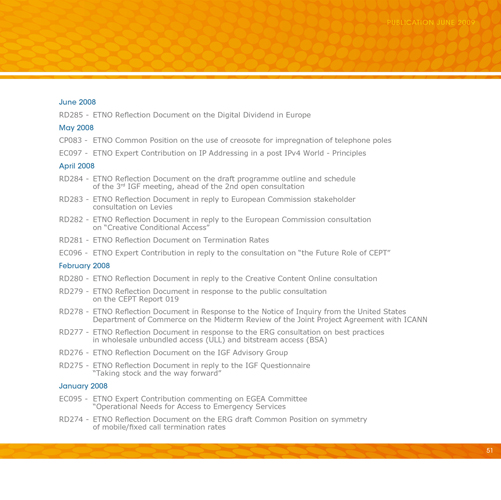 PUBLICATION JUNE 2009
June 2008
RD285 - ETNO Reflection Document on the Digital Dividend in Europe
May 2008
CP083 - ETNO Common Position on the use of creosote for impregnation of telephone poles
EC097 - ETNO Expert Contribution on IP Addressing in a post IPv4 World - Principles
April 2008
RD284 - ETNO Reflection Document on the draft programme outline and schedule
of the 3rd IGF meeting, ahead of the 2nd open consultation
RD283 - ETNO Reflection Document in reply to European Commission stakeholder
consultation on Levies
RD282 - ETNO Reflection Document in reply to the European Commission consultation
on “Creative Conditional Access”
RD281 - ETNO Reflection Document on Termination Rates
EC096 - ETNO Expert Contribution in reply to the consultation on “the Future Role of CEPT”
February 2008
RD280 - ETNO Reflection Document in reply to the Creative Content Online consultation
RD279 - ETNO Reflection Document in response to the public consultation
on the CEPT Report 019
RD278 - ETNO Reflection Document in Response to the Notice of Inquiry from the United States
Department of Commerce on the Midterm Review of the Joint Project Agreement with ICANN
RD277 - ETNO Reflection Document in response to the ERG consultation on best practices
in wholesale unbundled access (ULL) and bitstream access (BSA)
RD276 - ETNO Reflection Document on the IGF Advisory Group
RD275 - ETNO Reflection Document in reply to the IGF Questionnaire
“Taking stock and the way forward”
January 2008
EC095 - ETNO Expert Contribution commenting on EGEA Committee
“Operational Needs for Access to Emergency Services
RD274 - ETNO Reflection Document on the ERG draft Common Position on symmetry
of mobile/fixed call termination rates
51